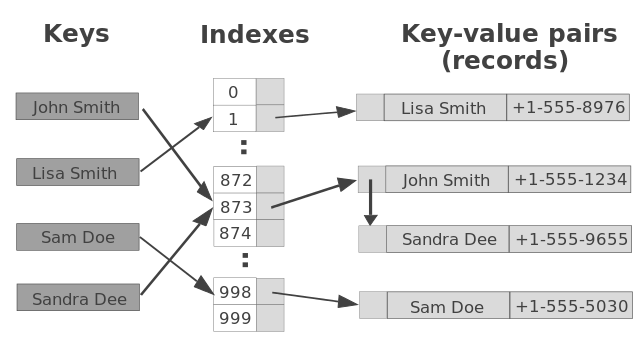 Keys
Indexes
Key-value pairs
(records)
John Smith
Lisa Smith
Sam Doe
Sandra Dee
0
1
:
872
873
874
:
998
999
Lisa Smith +1-555-8976
John Smith +1-555-1234
Sandra Dee +1-555-9655
Sam Doe +1-555-5030